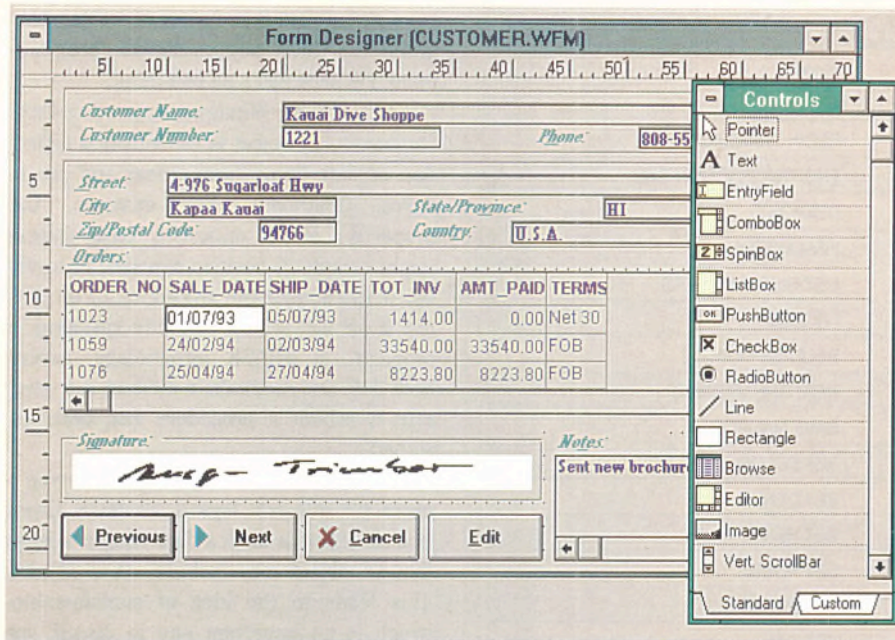 Form Designer (CUSTOMER.WFM)
5 10 15 20 25 30 35 40 45 50 55 60 65 70
Customer Name: Kauai Dive Shoppe
Customer Number: 1221 Phone: 808-55
5
Street: 4-976 Sugarloaf Hwy
City: Kapaa Kauai State/Province: HI
Zip/Postal Code: 94766 Country: U.S.A.
Orders:
ORDER_NO SALE_DATE SHIP_DATE TOT_INV AMT_PAID TERMS
10
1023 01/07/93 05/07/93 1414.00 0.00 Net 30
1059 24/02/94 02/03/94 33540.00 33540.00 FOB
1076 25/04/94 27/04/94 8223.80 8223.80 FOB
15
Signature: Notes:
Sent new brochur
20
Previous Next Cancel Edit
Controls
Pointer
A Text
EntryField
ComboBox
2 SpinBox
ListBox
OK PushButton
CheckBox
RadioButton
Line
Rectangle
Browse
Editor
Image
Vert. ScrollBar
Standard Custom